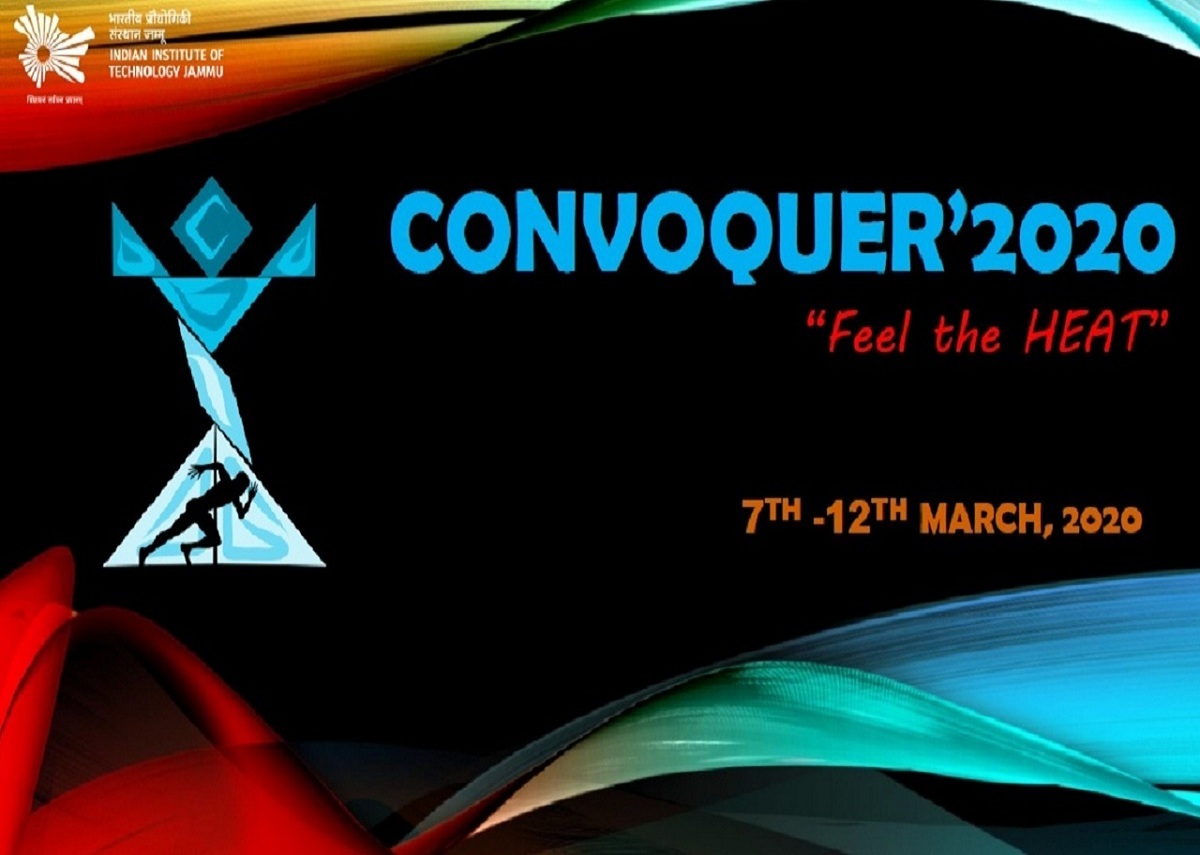 भारतीय प्रौद्योगिकी
संस्थान जम्मू
INDIAN INSTITUTE OF
TECHNOLOGY JAMMU
CONVOQUER’2020
“Feel the HEAT”
7TH -12TH MARCH, 2020